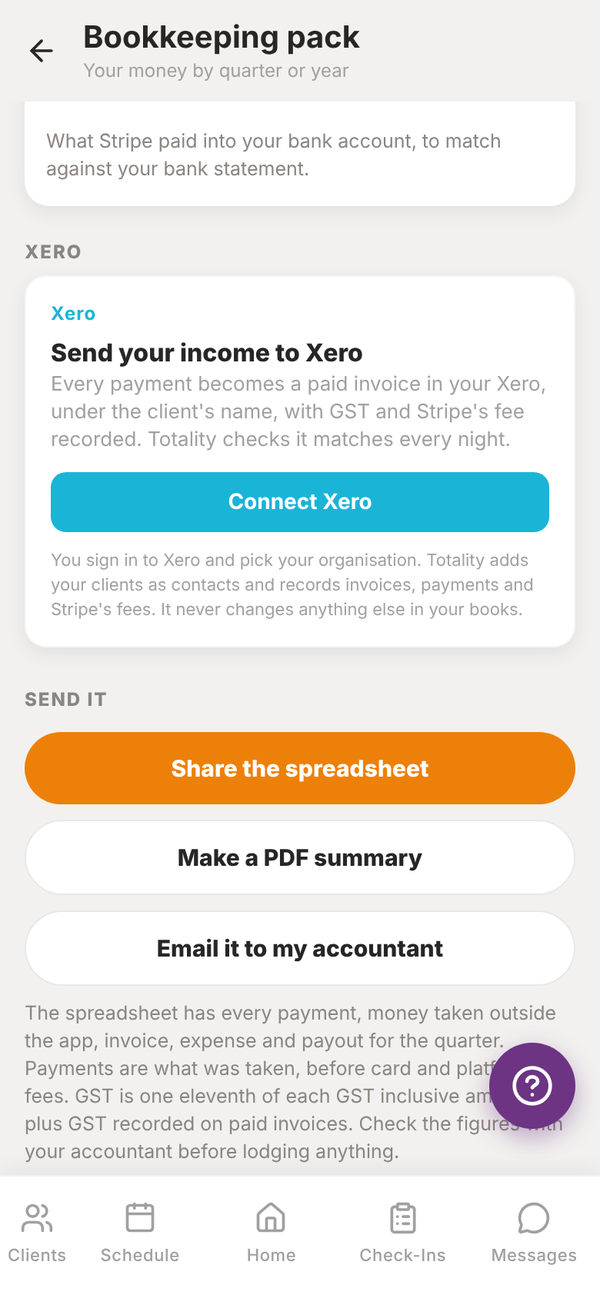 Bookkeeping pack
Your money by quarter or year
What Stripe paid into your bank account, to match
against your bank statement.
XERO
Xero
Send your income to Xero
Every payment becomes a paid invoice in your Xero,
under the client's name, with GST and Stripe's fee
recorded. Totality checks it matches every night.
Connect Xero
You sign in to Xero and pick your organisation. Totality adds
your clients as contacts and records invoices, payments and
Stripe's fees. It never changes anything else in your books.
SEND IT
Share the spreadsheet
Make a PDF summary
Email it to my accountant
The spreadsheet has every payment, money taken outside
the app, invoice, expense and payout for the quarter.
Payments are what was taken, before card and
fees. GST is one eleventh of each GST inclusive
plus GST recorded on paid invoices. Check the figures with
your accountant before lodging anything.
Clients
Schedule
Home
Check-Ins
Messages